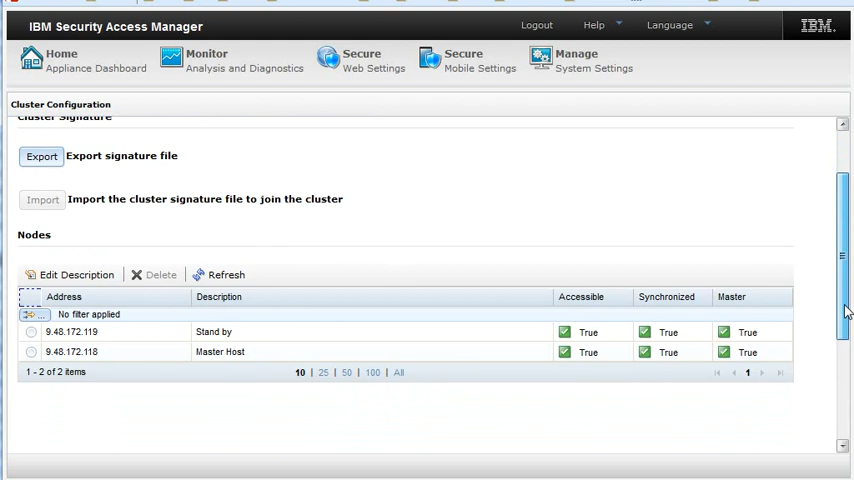 IBM Security Access Manager
Logout Help Language IBM.
Home
Appliance Dashboard
Monitor
Analysis and Diagnostics
Secure
Web Settings
Secure
Mobile Settings
Manage
System Settings
Cluster Configuration
Cluster Signature
Export Export signature file
Import Import the cluster signature file to join the cluster
Nodes
Edit Description | Delete | Refresh
Address Description Accessible Synchronized Master
... No filter applied
9.48.172.119 Stand by True True True
9.48.172.118 Master Host True True True
1 - 2 of 2 items 10 | 25 | 50 | 100 | All 1